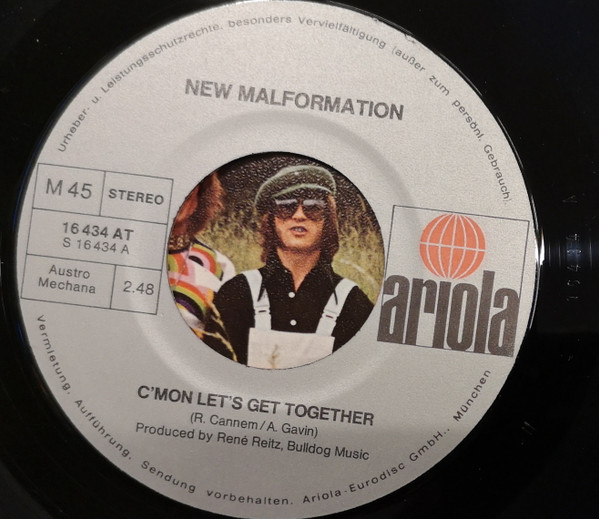 Urheber- u. Leistungsschutzrechte, besonders Vervielfältigung (außer zum persönl. Gebrauch),
NEW MALFORMATION
M 45
STEREO
16 434 AT
S 16 434 A
Austro
Mechana
2.48
ariola
C'MON LET'S GET TOGETHER
(R. Cannem / A. Gavin)
Produced by René Reitz, Bulldog Music
Vermietung, Aufführung, Sendung vorbehalten. Ariola-Eurodisc GmbH., München